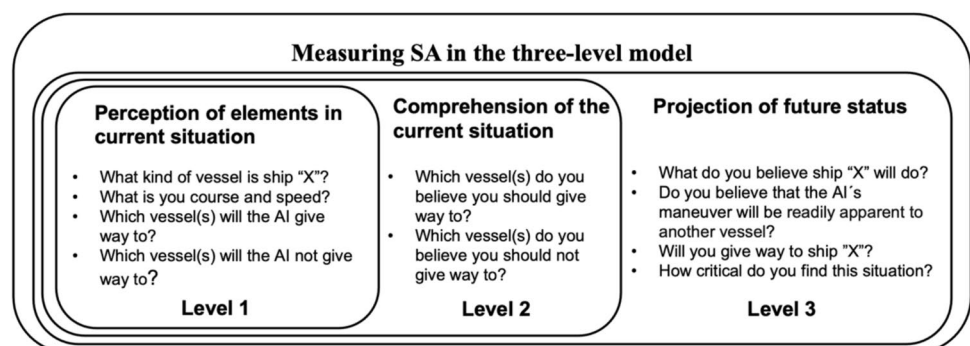 Measuring SA in the three-level model
Perception of elements in
current situation
• What kind of vessel is ship “X”?
• What is you course and speed?
• Which vessel(s) will the AI give
way to?
• Which vessel(s) will the AI not give
way to?
Level 1
Comprehension of the
current situation
• Which vessel(s) do you
believe you should give
way to?
• Which vessel(s) do you
believe you should not
give way to?
Level 2
Projection of future status
• What do you believe ship “X” will do?
• Do you believe that the AI´s
maneuver will be readily apparent to
another vessel?
• Will you give way to ship ”X”?
• How critical do you find this situation?
Level 3